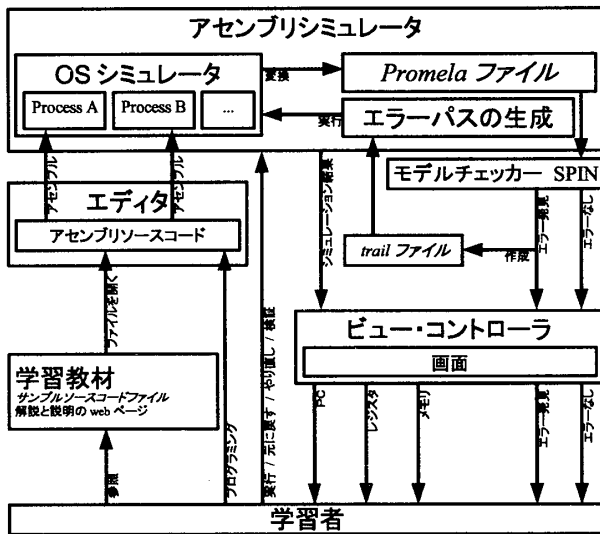 アセンブリシミュレータ
OS シミュレータ
Process A
Process B
...
変換
Promela ファイル
実行
エラーパスの生成
アセンブル
アセンブル
シミュレーション結果
モデルチェッカー SPIN
エディタ
アセンブリソースコード
trail ファイル
作成
エラー発見
エラーなし
ファイルを開く
プログラミング
実行 / 元に戻す / やり直し / 検証
ビュー・コントローラ
画面
学習教材
サンプルソースコードファイル
解説と説明の web ページ
PC
レジスタ
メモリ
エラー発見
エラーなし
参照
学習者